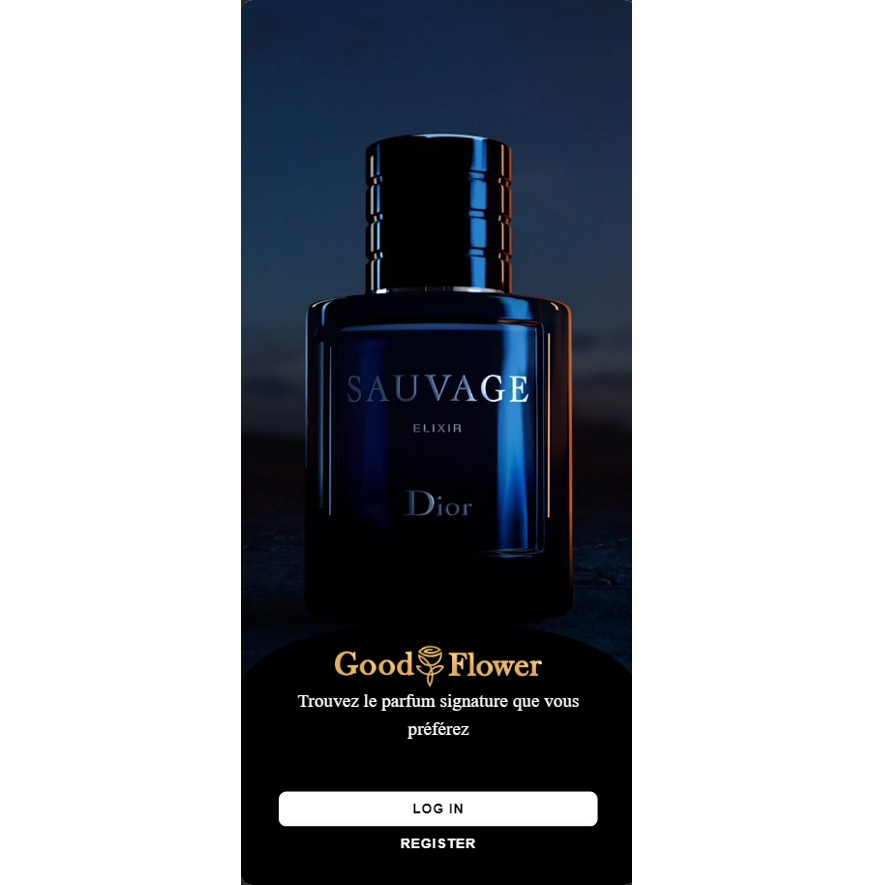 SAUVAGE
ELIXIR
Dior
Good Flower
Trouvez le parfum signature que vous
préférez
LOG IN
REGISTER